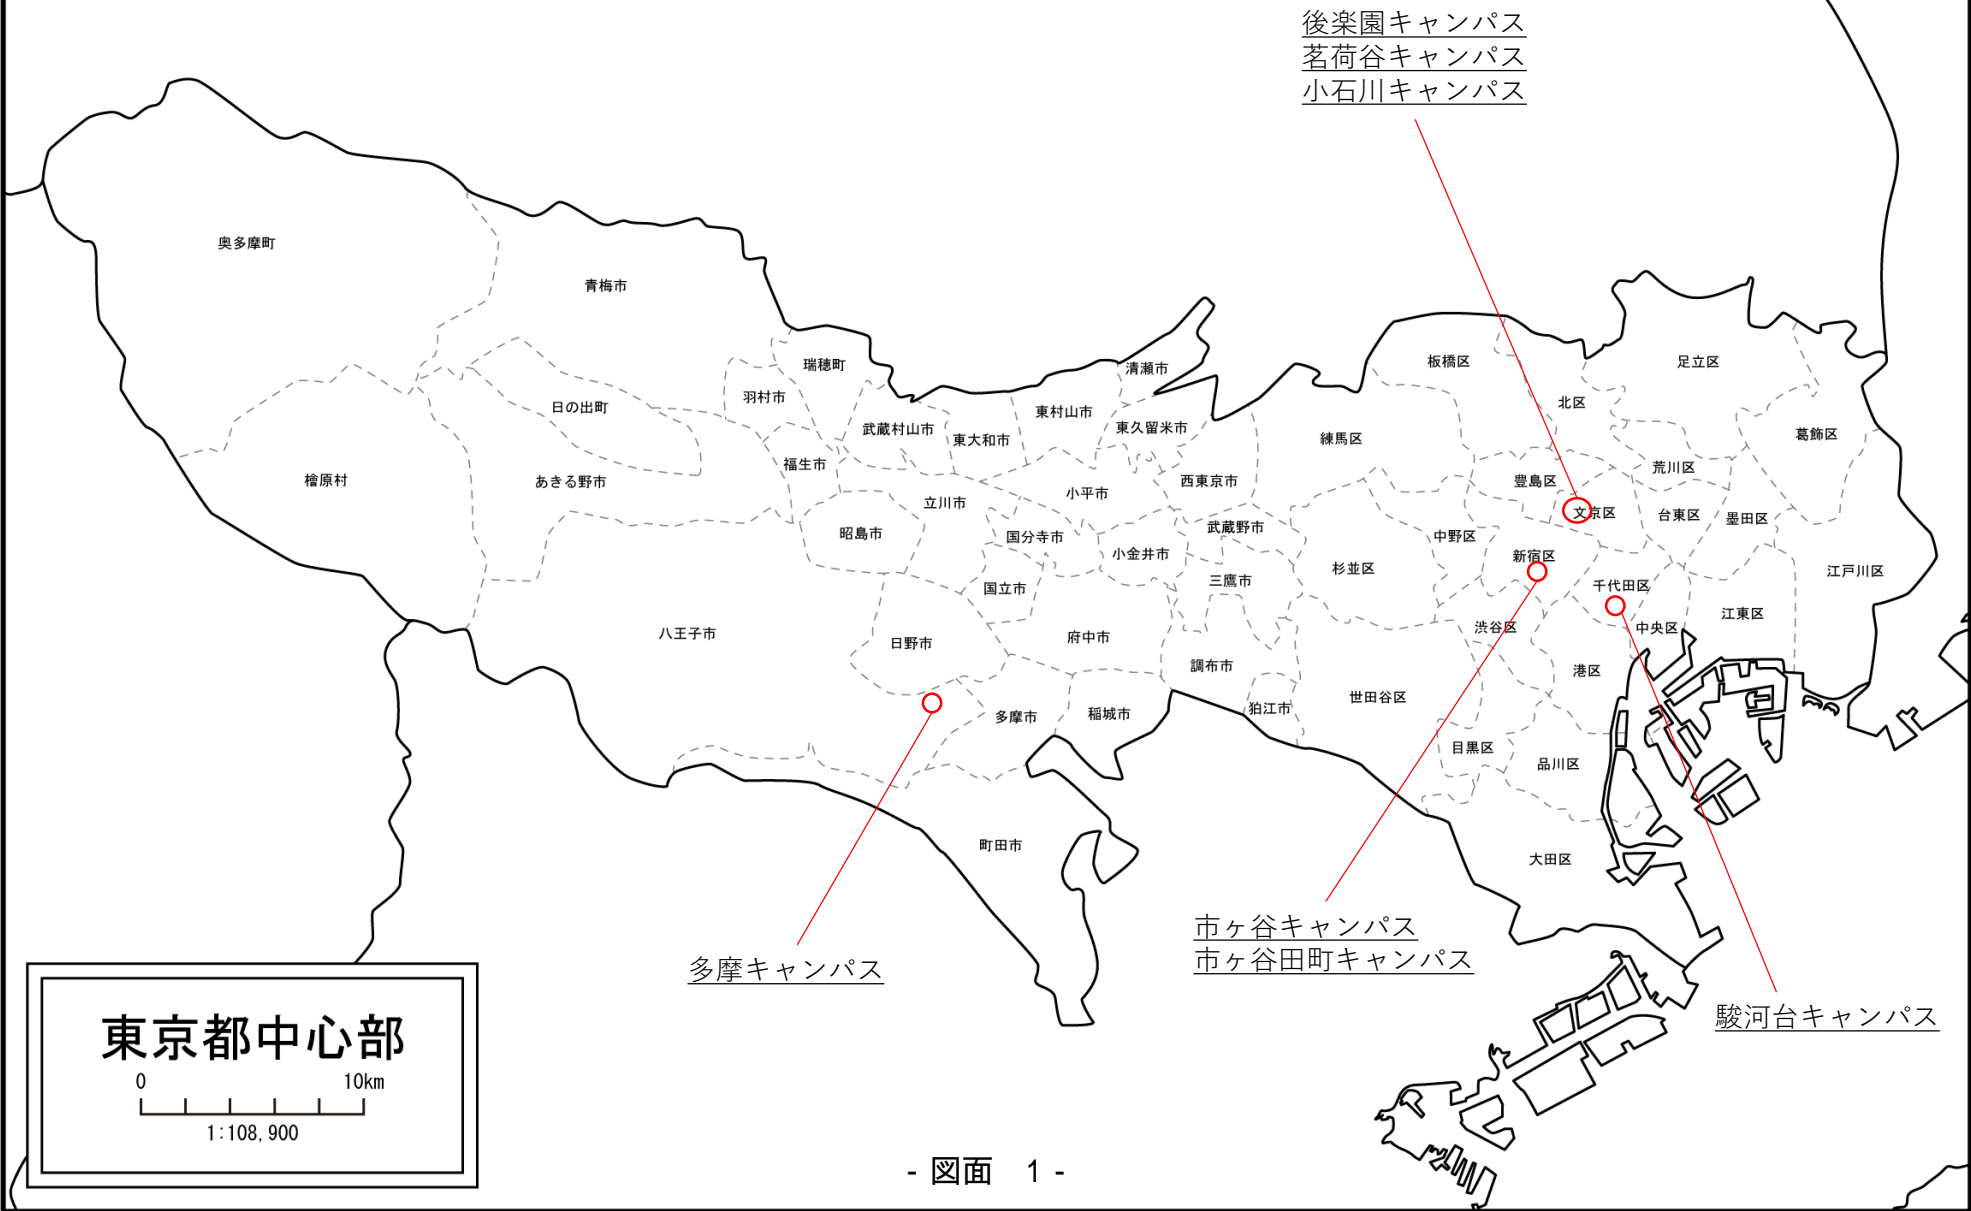 後楽園キャンパス
茗荷谷キャンパス
小石川キャンパス
奥多摩町
青梅市
瑞穂町
清瀬市
板橋区
足立区
羽村市
日の出町
東村山市
北区
武蔵村山市
東大和市
東久留米市
練馬区
葛飾区
福生市
荒川区
檜原村
あきる野市
西東京市
豊島区
小平市
立川市
文京区
台東区
墨田区
昭島市
国分寺市
武蔵野市
中野区
小金井市
新宿区
杉並区
江戸川区
国立市
三鷹市
千代田区
江東区
八王子市
日野市
府中市
渋谷区
中央区
調布市
港区
世田谷区
狛江市
多摩市
稲城市
目黒区
品川区
町田市
大田区
市ヶ谷キャンパス
市ヶ谷田町キャンパス
多摩キャンパス
駿河台キャンパス
東京都中心部
0 10km
1:108,900
- 図面 1 -